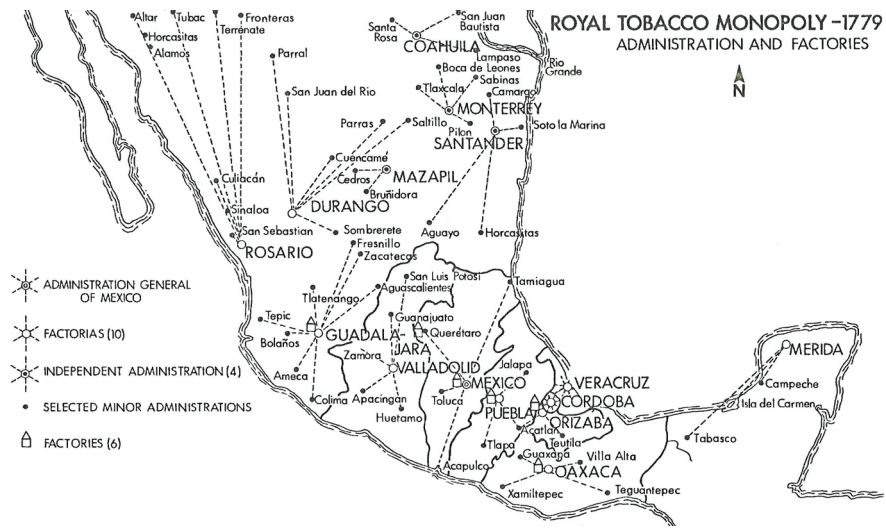 ROYAL TOBACCO MONOPOLY – 1779
ADMINISTRATION AND FACTORIES
N
Altar
Tubac
Fronteras
Terrenate
Horcasitas
Alamos
Parral
San Juan del Rio
Parras
Saltillo
Cuencamé
Cedros
MAZAPIL
Bruñidora
DURANGO
Culiacán
Sinaloa
San Sebastian
ROSARIO
Sombrerete
Fresnillo
Zacatecas
Santa
Rosa
San Juan
Bautista
COAHUILA
Lampaso
Rio
Grande
Boca de Leones
Sabinas
Tlaxcala
Camargo
MONTERREY
Pilon
Soto la Marina
SANTANDER
Aguayo
Horcasitas
San Luis Potosí
Aguascalientes
Tamiagua
Tlatenango
Tepic
Bolaños
GUADALA-
JARA
Guanajuato
Querétaro
Zamora
VALLADOLID
Ameca
Colima
Apacingán
Huetamo
Toluca
MEXICO
Jalapa
VERACRUZ
CORDOBA
PUEBLA
ORIZABA
Acatlan
Teutila
Tlapa
Guaxana
Villa Alta
OAXACA
Acapulco
Xamiltepec
Teguantepec
MERIDA
Campeche
Isla del Carmen
Tabasco
ADMINISTRATION GENERAL
OF MEXICO
FACTORIAS (10)
INDEPENDENT ADMINISTRATION (4)
SELECTED MINOR ADMINISTRATIONS
FACTORIES (6)